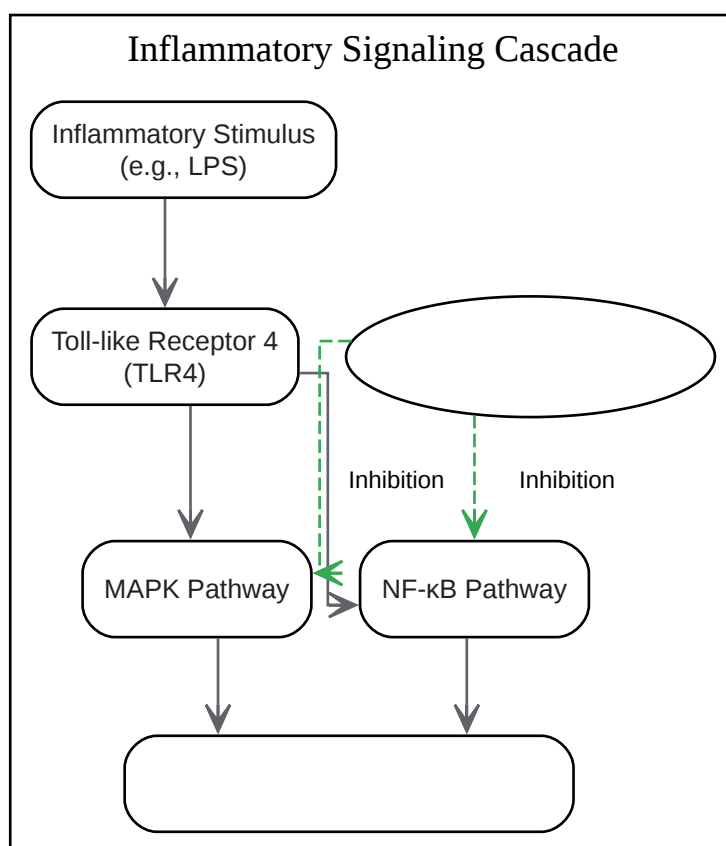 Inflammatory Signaling Cascade
Inflammatory Stimulus
(e.g., LPS)
Toll-like Receptor 4
(TLR4)
Inhibition
Inhibition
MAPK Pathway
NF-κB Pathway